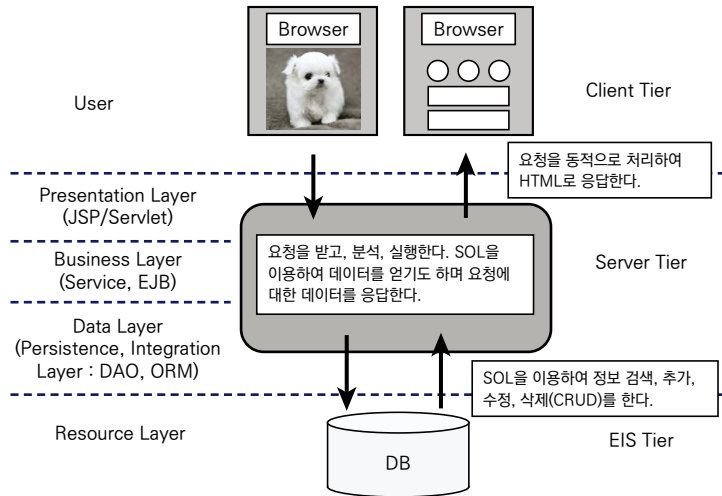 Browser
Browser
User
Client Tier
요청을 동적으로 처리하여
HTML로 응답한다.
Presentation Layer
(JSP/Servlet)
요청을 받고, 분석, 실행한다. SOL을
이용하여 데이터를 얻기도 하며 요청에
대한 데이터를 응답한다.
Business Layer
(Service, EJB)
Server Tier
Data Layer
(Persistence, Integration
Layer : DAO, ORM)
SOL을 이용하여 정보 검색, 추가,
수정, 삭제(CRUD)를 한다.
Resource Layer
DB
EIS Tier